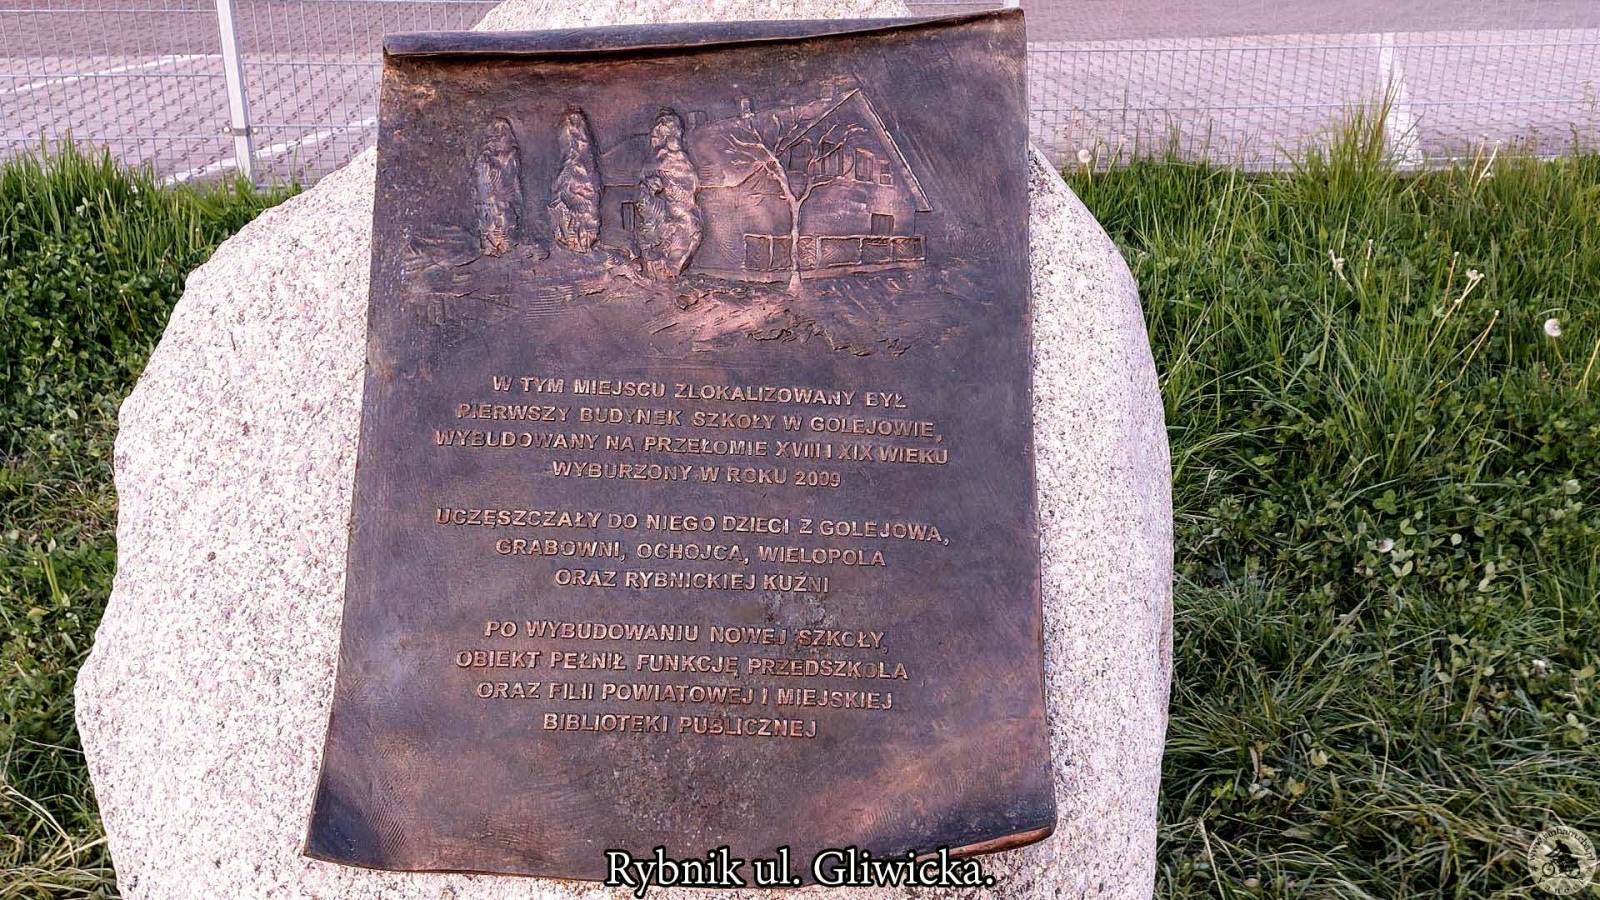 W TYM MIEJSCU ZLOKALIZOWANY BYŁ
PIERWSZY BUDYNEK SZKOŁY W GOLEJOWIE,
WYBUDOWANY NA PRZEŁOMIE XVIII I XIX WIEKU
WYBURZONY W ROKU 2009
UCZĘSZCZAŁY DO NIEGO DZIECI Z GOLEJOWA,
GRABOWNI, OCHOJCA, WIELOPOLA
ORAZ RYBNICKIEJ KUŹNI
PO WYBUDOWANIU NOWEJ SZKOŁY,
OBIEKT PEŁNIŁ FUNKCJĘ PRZEDSZKOLA
ORAZ FILII POWIATOWEJ I MIEJSKIEJ
BIBLIOTEKI PUBLICZNEJ
Rybnik ul. Gliwicka.